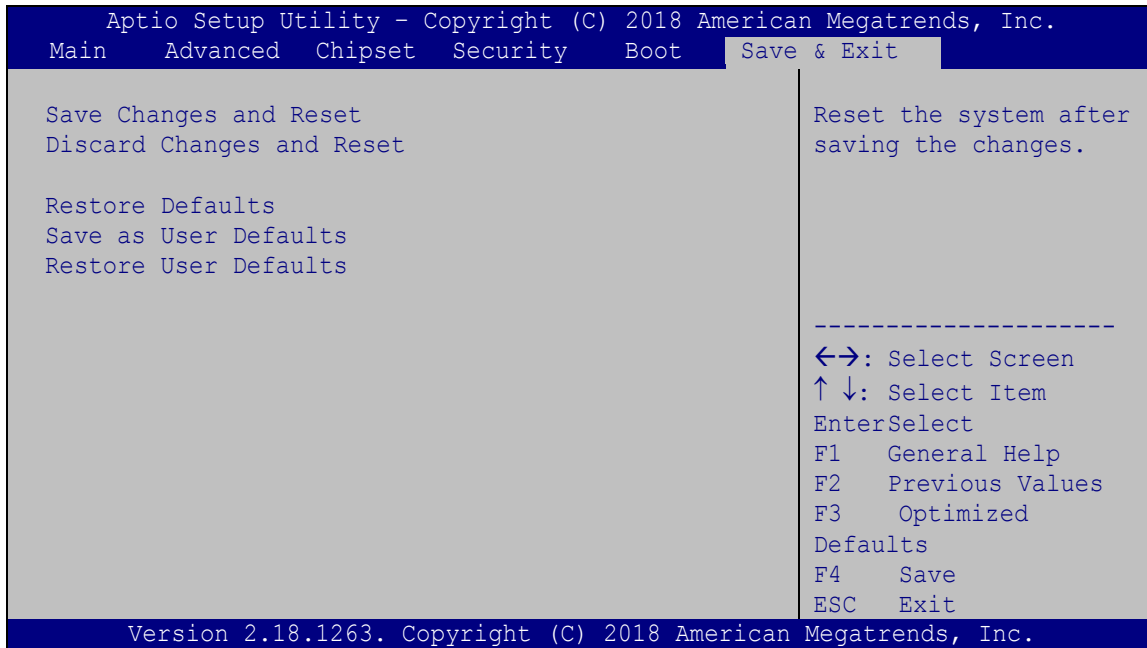 Aptio Setup Utility – Copyright (C) 2018 American Megatrends, Inc.
Main Advanced Chipset Security Boot Save & Exit
Save Changes and Reset
Discard Changes and Reset
Restore Defaults
Save as User Defaults
Restore User Defaults
Reset the system after
saving the changes.
---------------------
←→: Select Screen
↑ ↓: Select Item
EnterSelect
F1 General Help
F2 Previous Values
F3 Optimized
Defaults
F4 Save
ESC Exit
Version 2.18.1263. Copyright (C) 2018 American Megatrends, Inc.